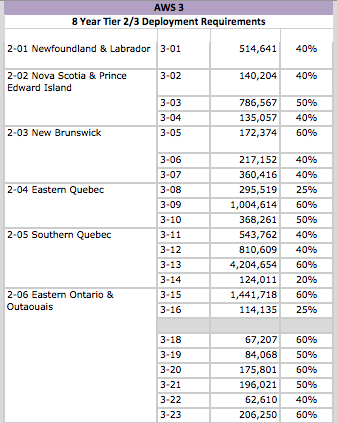 AWS 3
8 Year Tier 2/3 Deployment Requirements
2-01 Newfoundland & Labrador 3-01 514,641 40%
2-02 Nova Scotia & Prince 3-02 140,204 40%
Edward Island
3-03 786,567 50%
3-04 135,057 40%
2-03 New Brunswick 3-05 172,374 60%
3-06 217,152 40%
3-07 360,416 40%
2-04 Eastern Quebec 3-08 295,519 25%
3-09 1,004,614 60%
3-10 368,261 50%
2-05 Southern Quebec 3-11 543,762 40%
3-12 810,609 40%
3-13 4,204,654 60%
3-14 124,011 20%
2-06 Eastern Ontario & 3-15 1,441,718 60%
Outaouais 3-16 114,135 25%
3-18 67,207 60%
3-19 84,068 50%
3-20 175,801 60%
3-21 196,021 50%
3-22 62,610 40%
3-23 206,250 60%